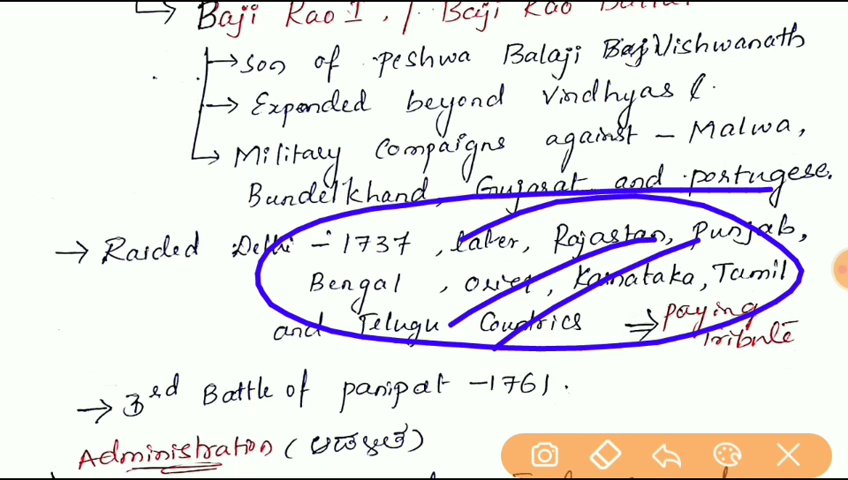 Baji Rao I, / Baji Rao
→ Son of Peshwa Balaji Baj Vishwanath
→ Expanded beyond Vindhyas &.
→ Military Compaigns against – Malwa,
Bundelkhand, Gujarat and portugese.
→ Raided Delhi – 1737, later, Rajastan, Punjab,
Bengal, Karnataka, Tamil
and Telugu Countries ⇒ paying
tribute
→ 3rd Battle of panipat – 1761.
Administration (ಆಡಳಿತ)